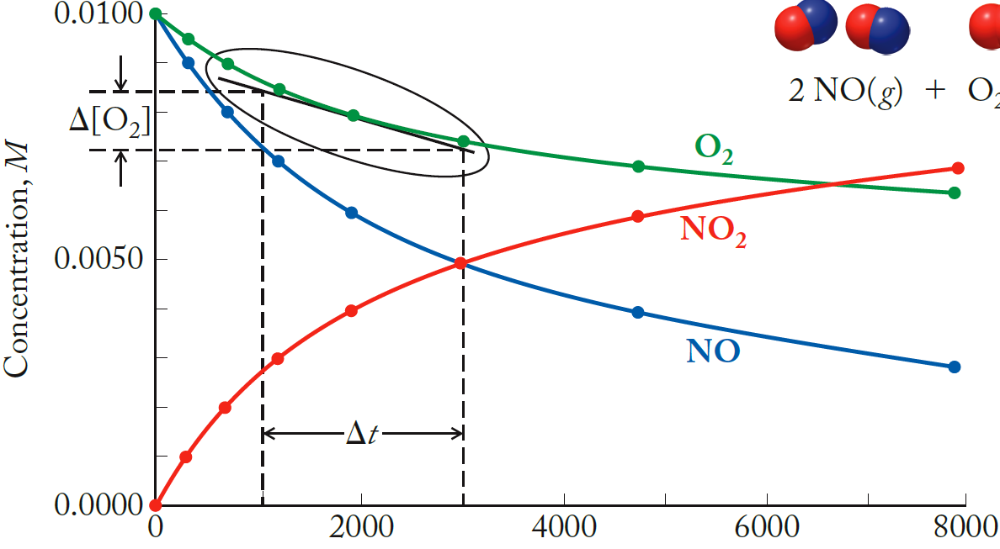 0.0100
2 NO(g) + O₂
Δ[O₂]
O₂
Concentration, M
NO₂
0.0050
NO
Δt
0.0000
0 2000 4000 6000 8000